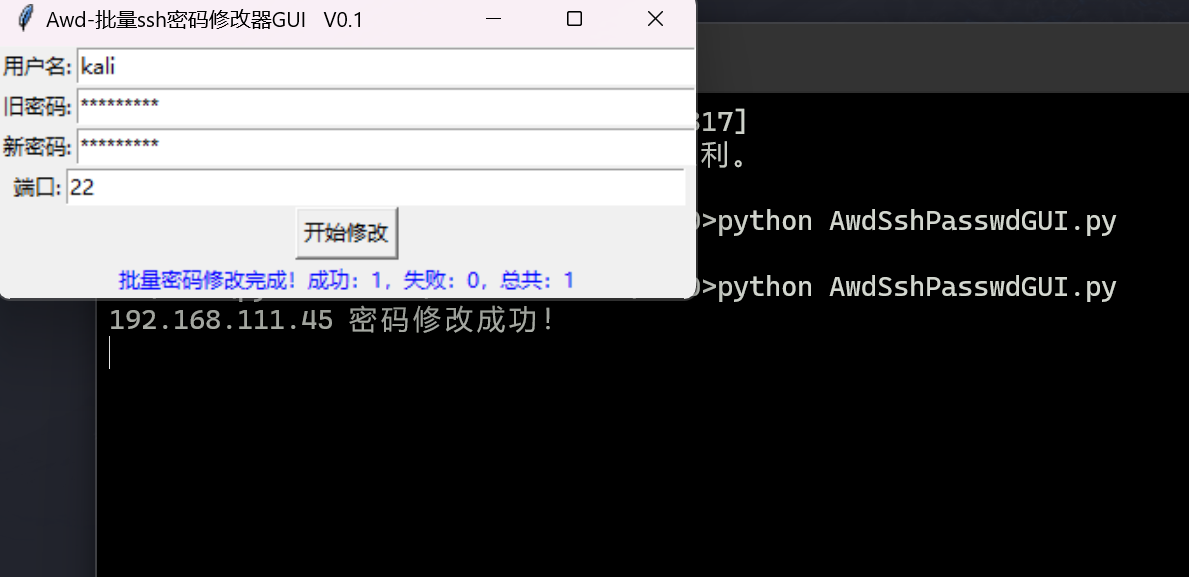 Awd-批量ssh密码修改器GUI V0.1
用户名: kali
旧密码: *********
新密码: *********
端口: 22
开始修改
批量密码修改完成！成功：1，失败：0，总共：1
17]
利。
>python AwdSshPasswdGUI.py
>python AwdSshPasswdGUI.py
192.168.111.45 密码修改成功！